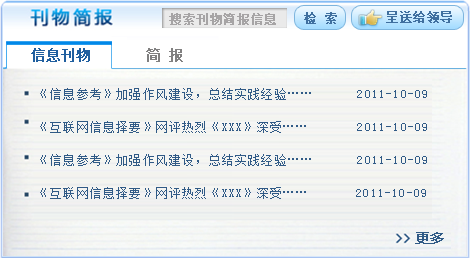 刊物简报 搜索刊物简报信息 检 索 呈送给领导
信息刊物 简 报
《信息参考》加强作风建设，总结实践经验…… 2011-10-09
《互联网信息择要》网评热烈《XXX》深受…… 2011-10-09
《信息参考》加强作风建设，总结实践经验…… 2011-10-09
《互联网信息择要》网评热烈《XXX》深受…… 2011-10-09
>> 更多